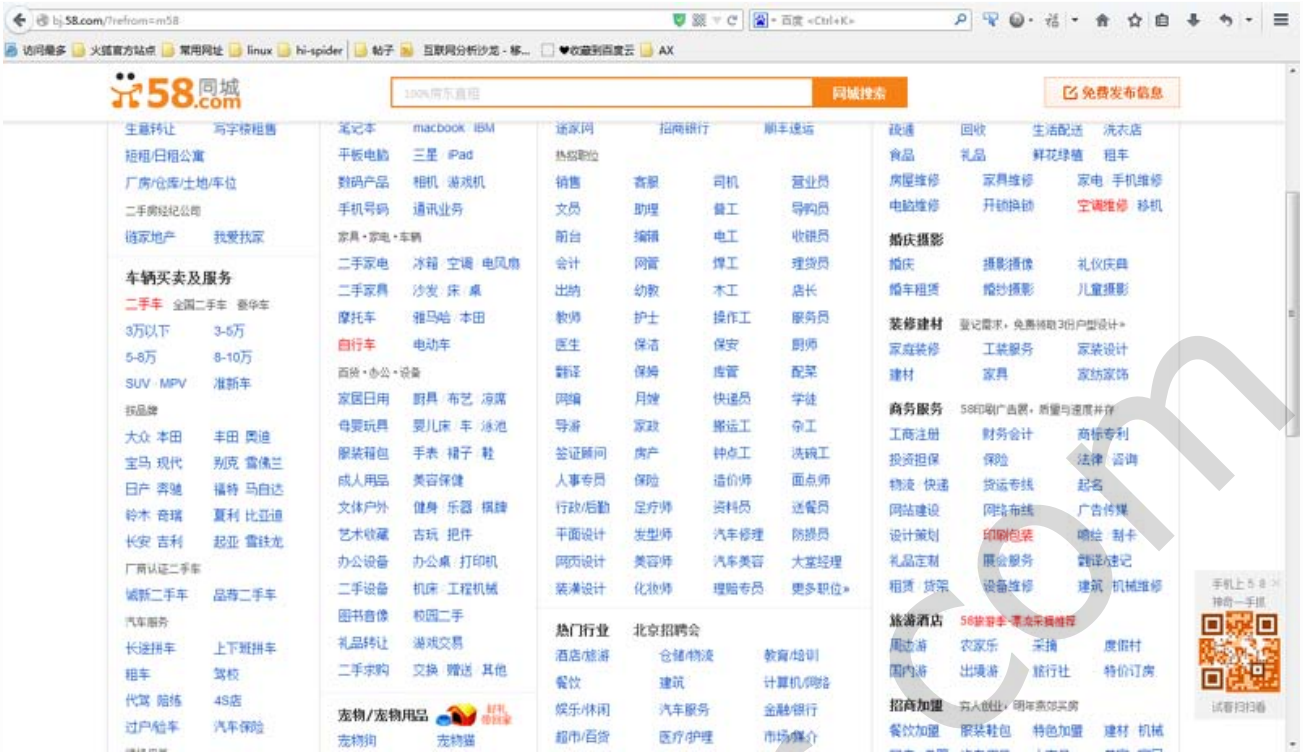 bj.58.com/?refrom=m58
百度 <Ctrl+K>
访问最多 火狐官方站点 常用网址 linux hi-spider 帖子 互联网分析沙龙 - 移... ♥收藏到百度云 AX
58同城
.com
100%房东直租
同城搜索
免费发布信息
生意转让 写字楼租售
短租/日租公寓
厂房/仓库/土地/车位
二手房经纪公司
链家地产 我爱我家
车辆买卖及服务
二手车 全国二手车 豪华车
3万以下 3-5万
5-8万 8-10万
SUV MPV 准新车
按品牌
大众 本田 丰田 奥迪
宝马 现代 别克 雪佛兰
日产 奔驰 福特 马自达
铃木 奇瑞 夏利 比亚迪
长安 吉利 起亚 雪铁龙
厂商认证二手车
诚新二手车 品荐二手车
汽车服务
长途拼车 上下班拼车
租车 驾校
代驾 陪练 4S店
过户/验车 汽车保险
笔记本 macbook IBM
平板电脑 三星 iPad
数码产品 相机 游戏机
手机号码 通讯业务
家具·家电·车辆
二手家电 冰箱 空调 电风扇
二手家具 沙发 床 桌
摩托车 雅马哈 本田
自行车 电动车
百货·办公·设备
家居日用 厨具 布艺 凉席
母婴玩具 婴儿床 车 泳池
服装箱包 手表 裙子 鞋
成人用品 美容保健
文体户外 健身 乐器 棋牌
艺术收藏 古玩 把件
办公设备 办公桌 打印机
二手设备 机床 工程机械
图书音像 校园二手
礼品转让 游戏交易
二手求购 交换 赠送 其他
宠物/宠物用品 好礼带回家
宠物狗 宠物猫
途家网 招商银行 顺丰速运
热招职位
销售 客服 司机 营业员
文员 助理 普工 导购员
前台 编辑 电工 收银员
会计 网管 焊工 理货员
出纳 幼教 木工 店长
教师 护士 操作工 服务员
医生 保洁 保安 厨师
翻译 保姆 库管 配菜
网编 月嫂 快递员 学徒
导游 家政 搬运工 杂工
签证顾问 房产 钟点工 洗碗工
人事专员 保险 造价师 面点师
行政/后勤 足疗师 资料员 送餐员
平面设计 发型师 汽车修理 防损员
网页设计 美容师 汽车美容 大堂经理
装潢设计 化妆师 理赔专员 更多职位»
热门行业 北京招聘会
酒店/旅游 仓储/物流 教育/培训
餐饮 建筑 计算机/网络
娱乐/休闲 汽车服务 金融/银行
超市/百货 医疗/护理 市场/媒介
疏通 回收 生活配送 洗衣店
食品 礼品 鲜花绿植 租车
房屋维修 家具维修 家电 手机维修
电脑维修 开锁换锁 空调维修 移机
婚庆摄影
婚庆 摄影摄像 礼仪庆典
婚车租赁 婚纱摄影 儿童摄影
装修建材 登记需求，免费领取3份户型设计»
家庭装修 工装服务 家装设计
建材 家具 家纺家饰
商务服务 58印刷广告展，质量与速度并存
工商注册 财务会计 商标专利
投资担保 保险 法律 咨询
物流 快递 货运专线 起名
网站建设 网络布线 广告传媒
设计策划 印刷包装 喷绘 制卡
礼品定制 展会服务 翻译/速记
租赁 货架 设备维修 建筑 机械维修
旅游酒店 58旅游季-漂流采摘推荐
周边游 农家乐 采摘 度假村
国内游 出境游 旅行社 特价订房
招商加盟 穷人创业，明年燕郊买房
餐饮加盟 服装鞋包 特色加盟 建材 机械
手机上58
神奇一手抓
试着扫扫看
com